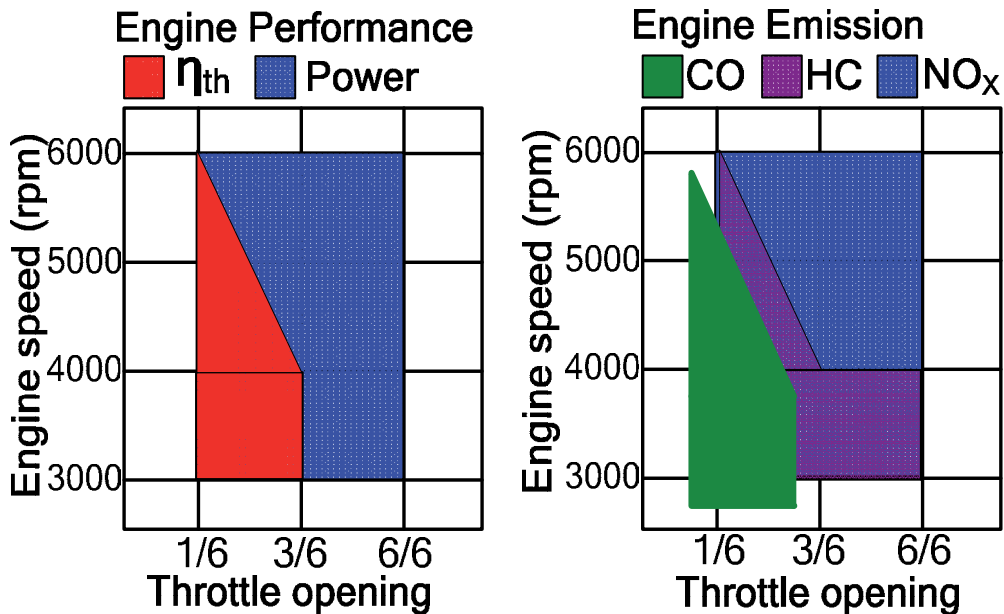 Engine Performance
ηth Power
Engine speed (rpm)
6000
5000
4000
3000
1/6 3/6 6/6
Throttle opening
Engine Emission
CO HC NOX
Engine speed (rpm)
6000
5000
4000
3000
1/6 3/6 6/6
Throttle opening